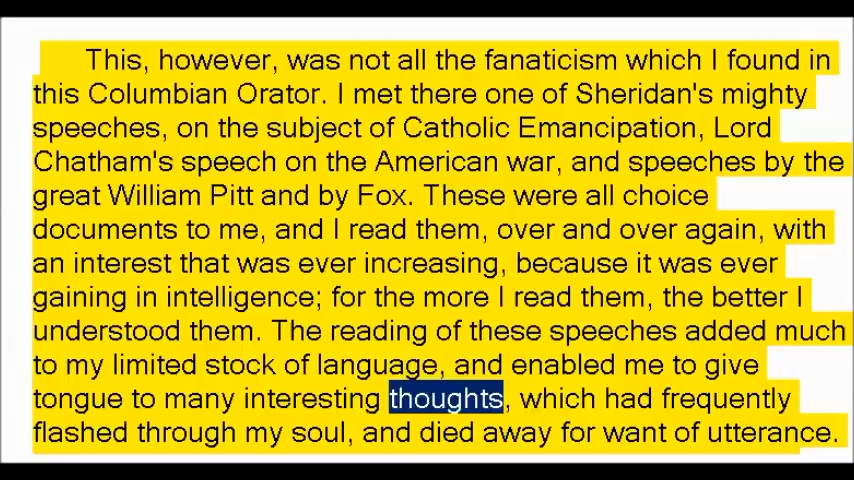 This, however, was not all the fanaticism which I found in
this Columbian Orator. I met there one of Sheridan's mighty
speeches, on the subject of Catholic Emancipation, Lord
Chatham's speech on the American war, and speeches by the
great William Pitt and by Fox. These were all choice
documents to me, and I read them, over and over again, with
an interest that was ever increasing, because it was ever
gaining in intelligence; for the more I read them, the better I
understood them. The reading of these speeches added much
to my limited stock of language, and enabled me to give
tongue to many interesting thoughts, which had frequently
flashed through my soul, and died away for want of utterance.